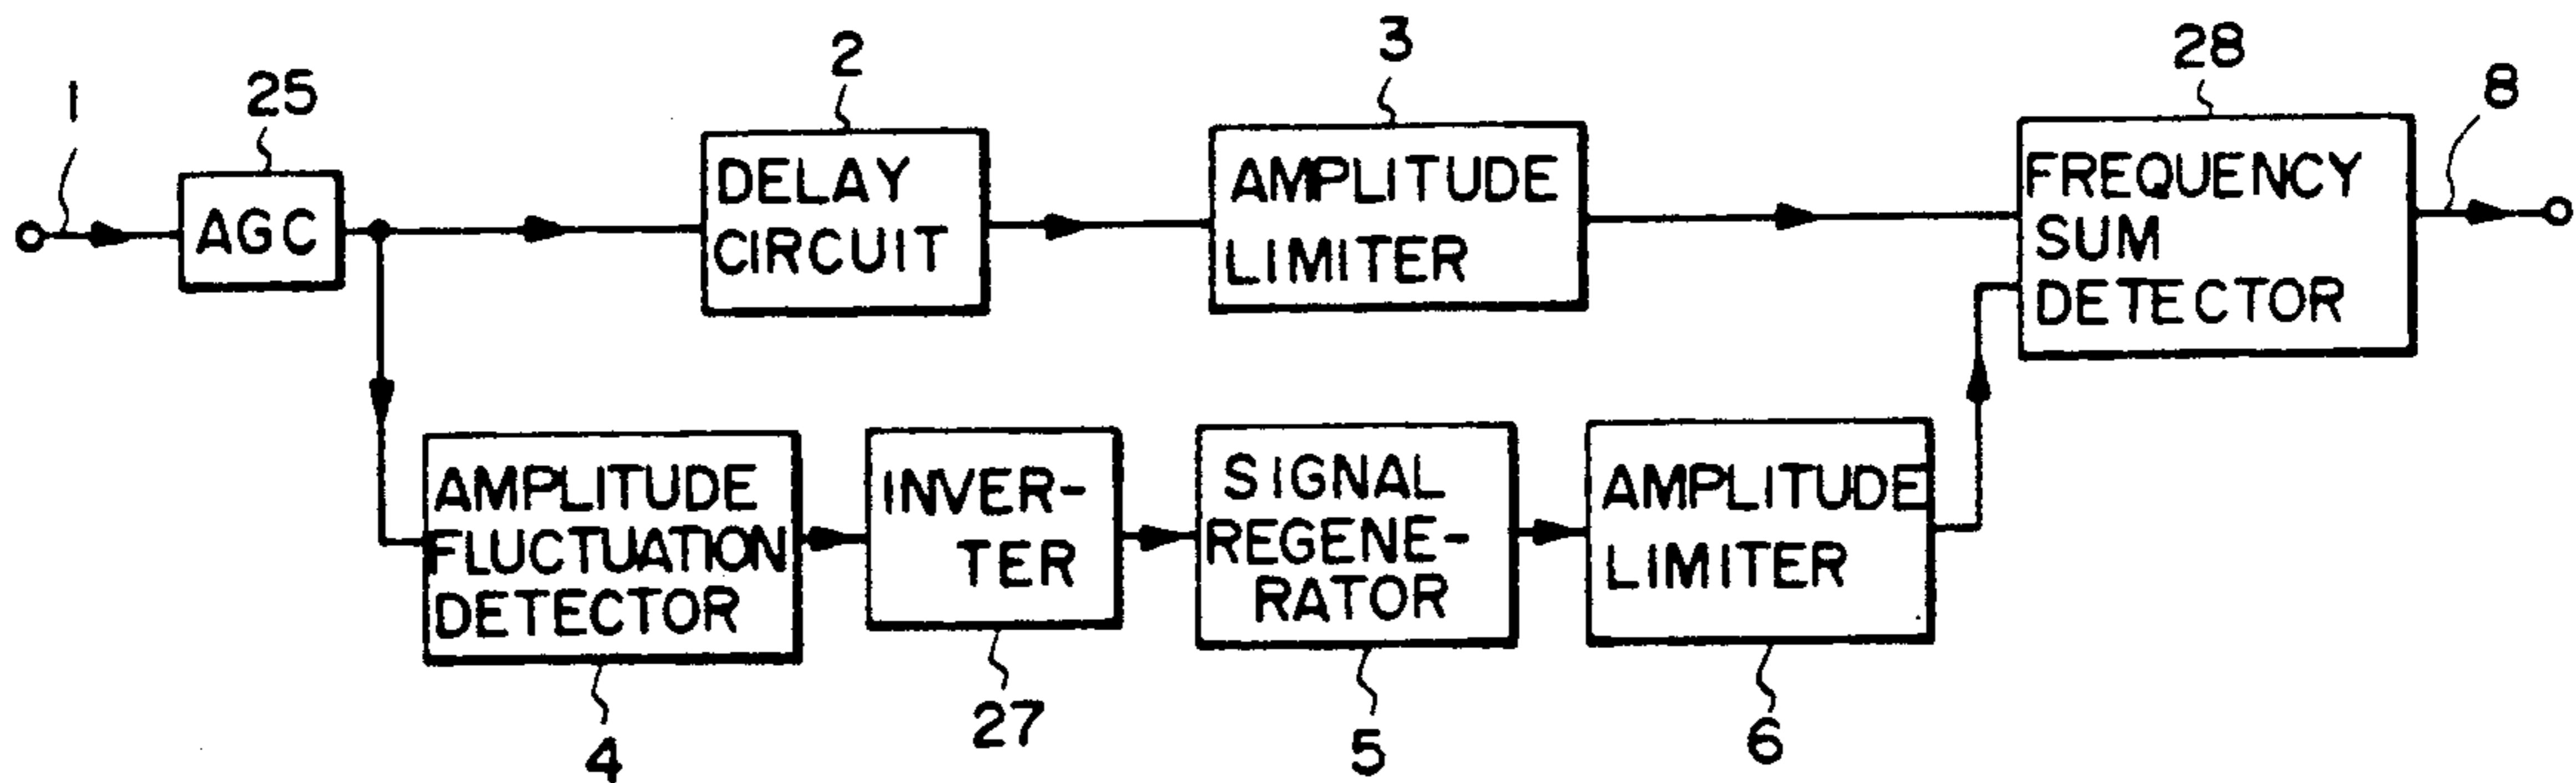 1
25
2
3
28
8
AGC
DELAY
CIRCUIT
AMPLITUDE
LIMITER
FREQUENCY
SUM
DETECTOR
AMPLITUDE
FLUCTUATION
DETECTOR
INVER-
TER
SIGNAL
REGENE-
RATOR
AMPLITUDE
LIMITER
4
27
5
6